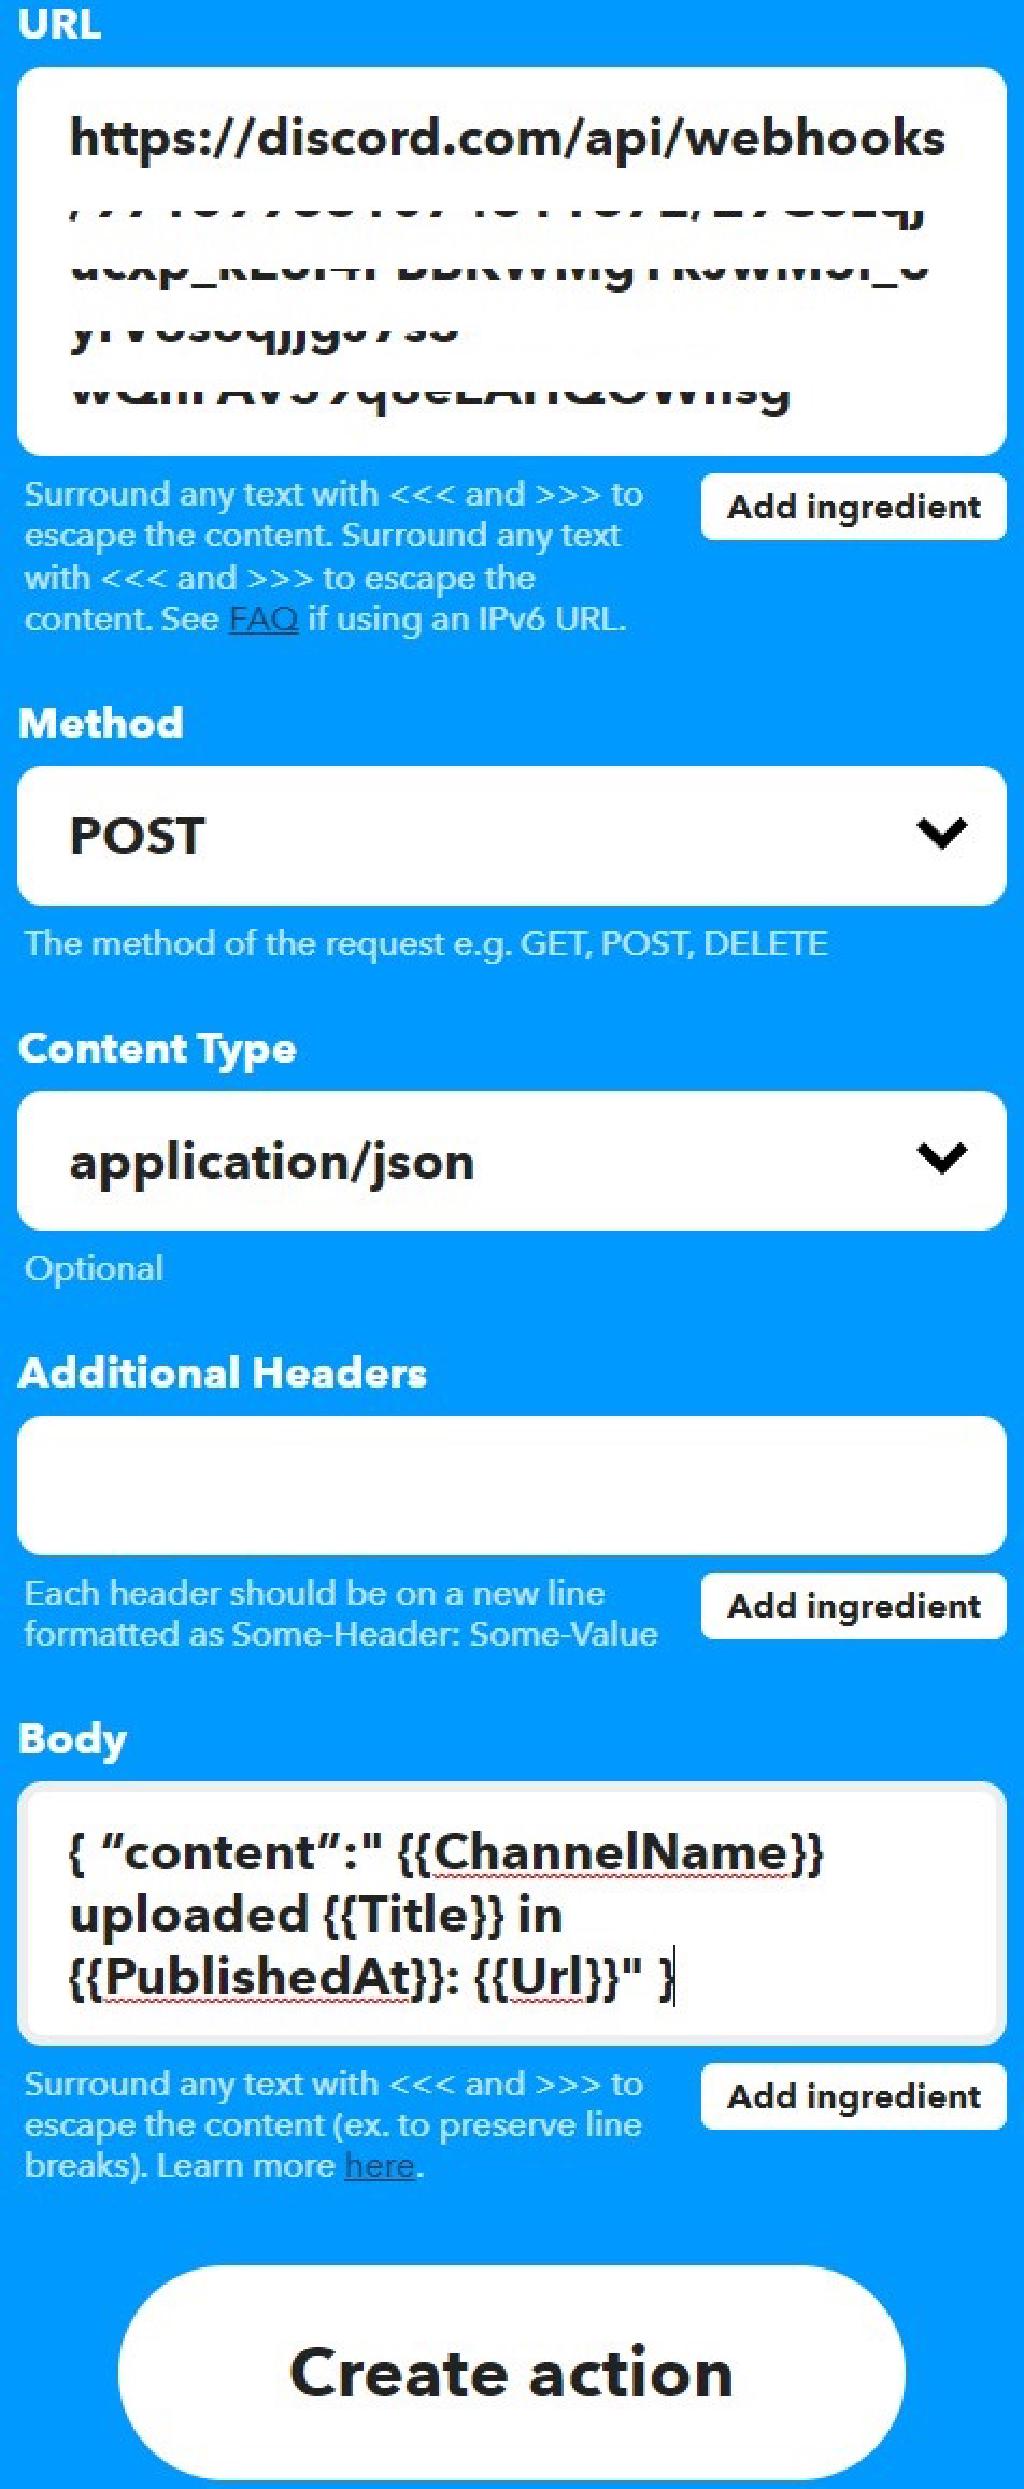 URL
https://discord.com/api/webhooks
Surround any text with <<< and >>> to
escape the content. Surround any text
with <<< and >>> to escape the
content. See FAQ if using an IPv6 URL.
Add ingredient
Method
POST
The method of the request e.g. GET, POST, DELETE
Content Type
application/json
Optional
Additional Headers
Each header should be on a new line
formatted as Some-Header: Some-Value
Add ingredient
Body
{ “content”:" {{ChannelName}}
uploaded {{Title}} in
{{PublishedAt}}: {{Url}}" }
Surround any text with <<< and >>> to
escape the content (ex. to preserve line
breaks). Learn more here.
Add ingredient
Create action